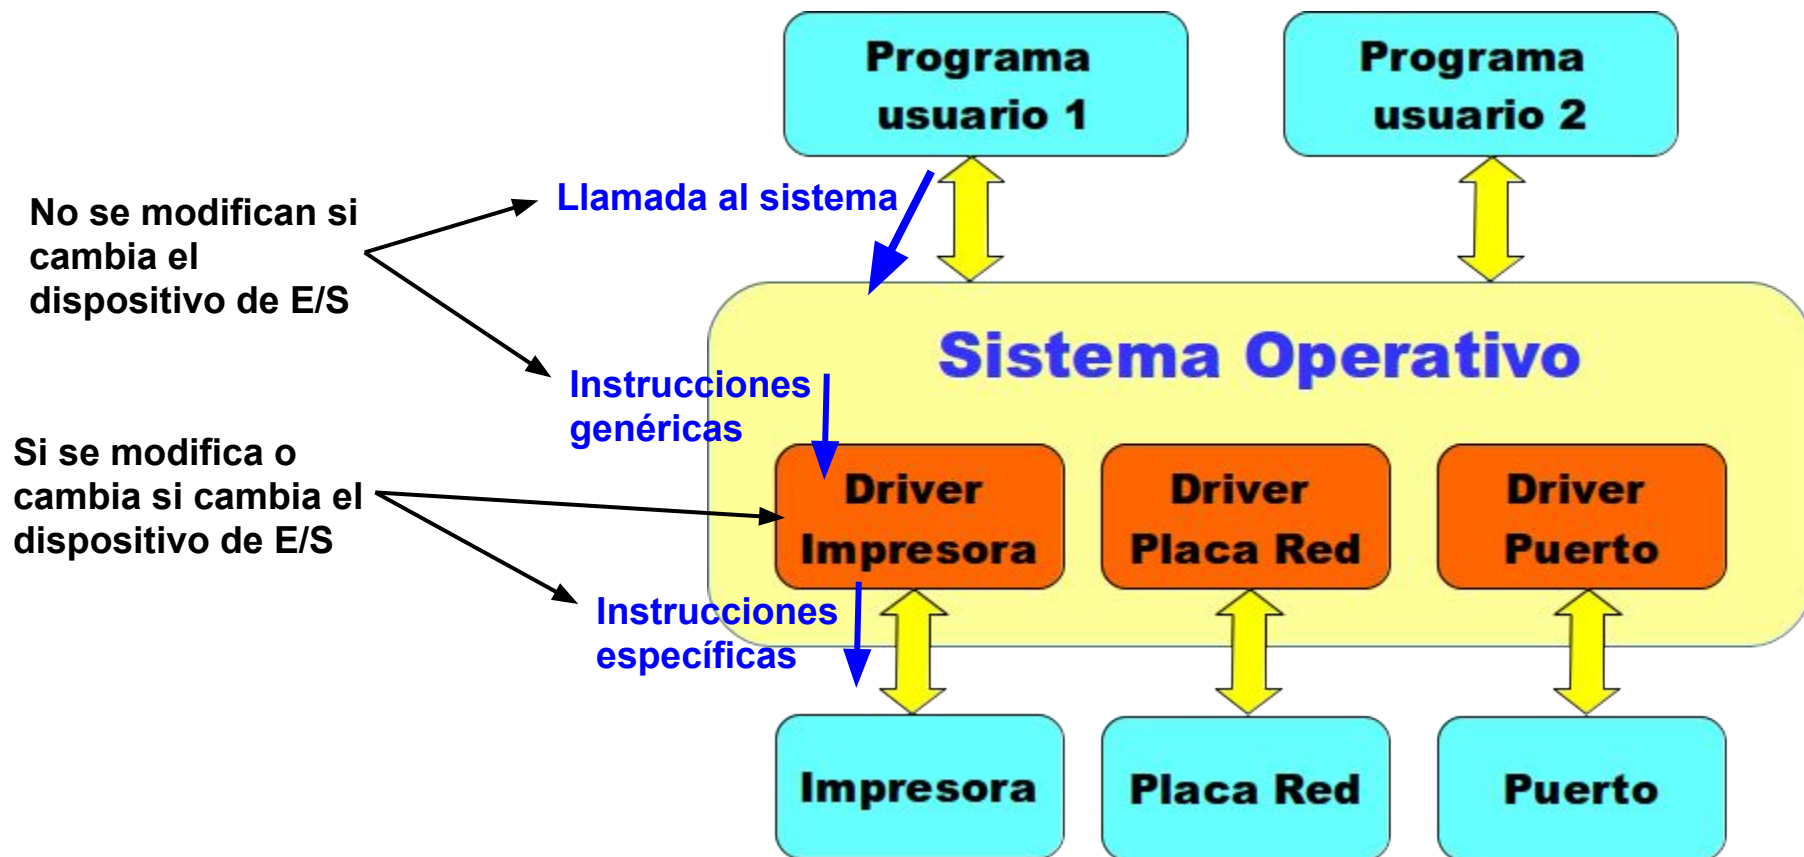 Programa
usuario 1
Programa
usuario 2
Llamada al sistema
No se modifican si
cambia el
dispositivo de E/S
Sistema Operativo
Instrucciones
genéricas
Si se modifica o
cambia si cambia el
dispositivo de E/S
Driver
Impresora
Driver
Placa Red
Driver
Puerto
Instrucciones
específicas
Impresora
Placa Red
Puerto